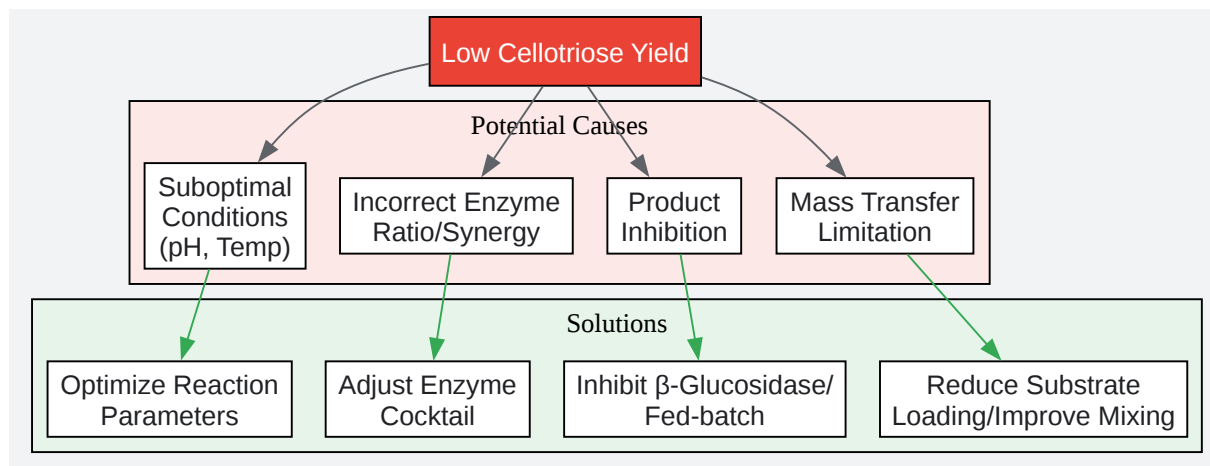 Low Cellotriose Yield
Potential Causes
Suboptimal
Conditions
(pH, Temp)
Incorrect Enzyme
Ratio/Synergy
Product
Inhibition
Mass Transfer
Limitation
Solutions
Optimize Reaction
Parameters
Adjust Enzyme
Cocktail
Inhibit β-Glucosidase/
Fed-batch
Reduce Substrate
Loading/Improve Mixing